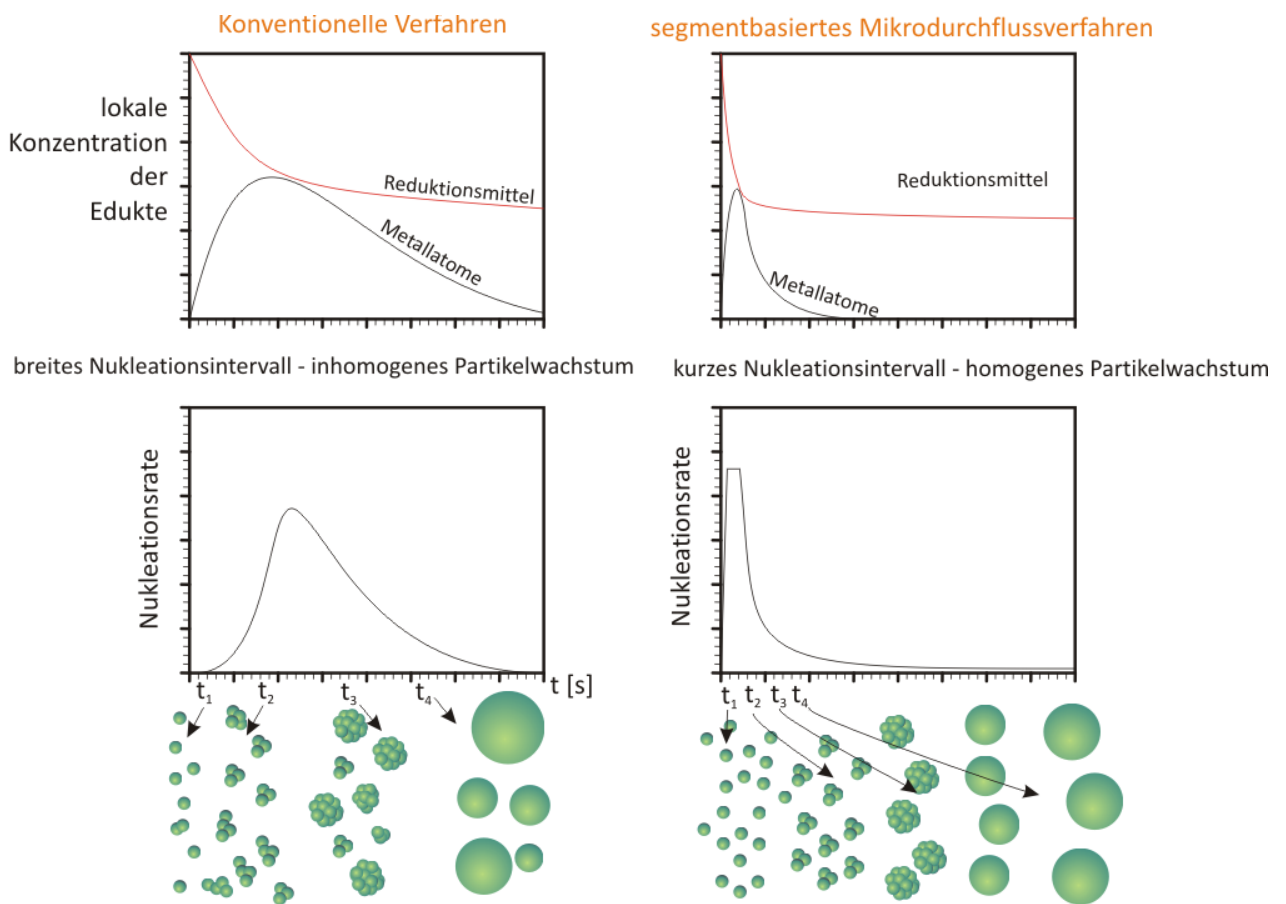 Konventionelle Verfahren
segmentbasiertes Mikrodurchflussverfahren
lokale
Konzentration
der
Edukte
Reduktionsmittel
Metallatome
Reduktionsmittel
Metallatome
breites Nukleationsintervall - inhomogenes Partikelwachstum
kurzes Nukleationsintervall - homogenes Partikelwachstum
Nukleationsrate
t [s]
t₁ t₂ t₃ t₄
Nukleationsrate
t₁ t₂ t₃ t₄